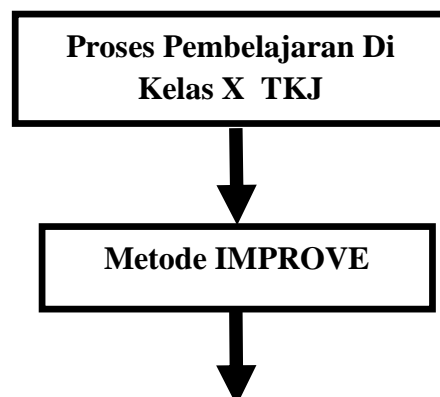 Proses Pembelajaran Di
Kelas X TKJ
Metode IMPROVE